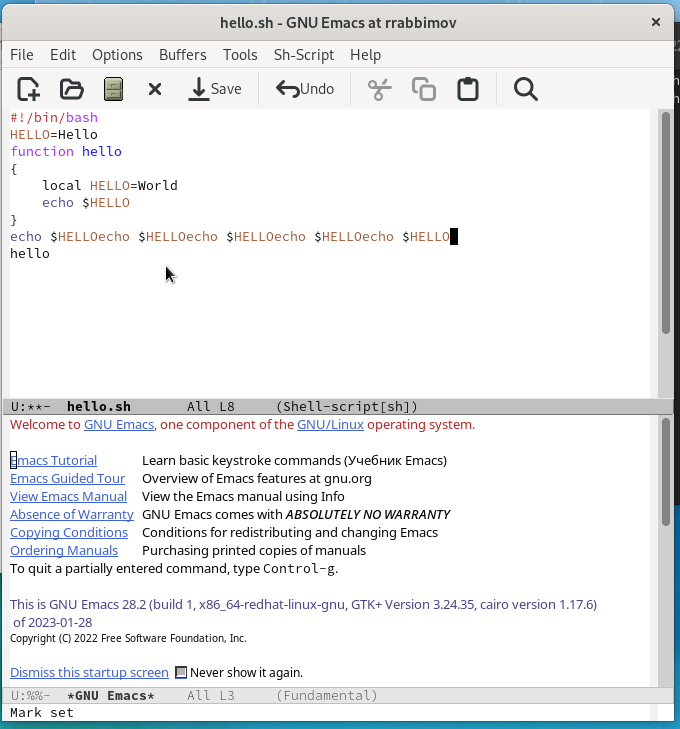 hello.sh - GNU Emacs at rrabbimov
File Edit Options Buffers Tools Sh-Script Help
Save Undo
#!/bin/bash
HELLO=Hello
function hello
{
    local HELLO=World
    echo $HELLO
}
echo $HELLOecho $HELLOecho $HELLOecho $HELLOecho $HELLO
hello
U:**-  hello.sh       All L8     (Shell-script[sh])
Welcome to GNU Emacs, one component of the GNU/Linux operating system.
Emacs Tutorial Learn basic keystroke commands (Учебник Emacs)
Emacs Guided Tour Overview of Emacs features at gnu.org
View Emacs Manual View the Emacs manual using Info
Absence of Warranty GNU Emacs comes with ABSOLUTELY NO WARRANTY
Copying Conditions Conditions for redistributing and changing Emacs
Ordering Manuals Purchasing printed copies of manuals
To quit a partially entered command, type Control-g.
This is GNU Emacs 28.2 (build 1, x86_64-redhat-linux-gnu, GTK+ Version 3.24.35, cairo version 1.17.6)
of 2023-01-28
Copyright (C) 2022 Free Software Foundation, Inc.
Dismiss this startup screen Never show it again.
U:%%-  *GNU Emacs*    All L3     (Fundamental)
Mark set